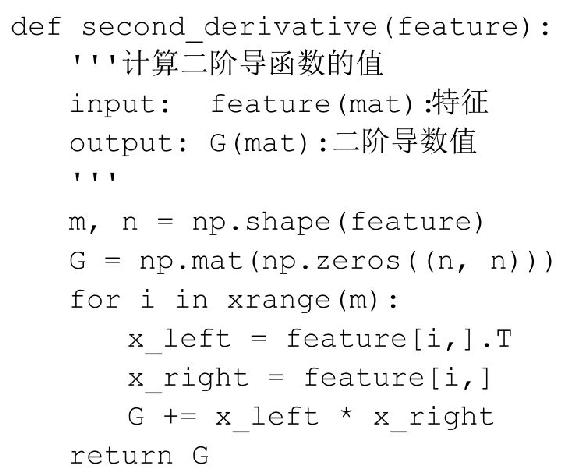 def second_derivative(feature):
    '''计算二阶导函数的值
    input:  feature(mat):特征
    output: G(mat):二阶导数值
    '''
    m, n = np.shape(feature)
    G = np.mat(np.zeros((n, n)))
    for i in xrange(m):
        x_left = feature[i,].T
        x_right = feature[i,]
        G += x_left * x_right
    return G